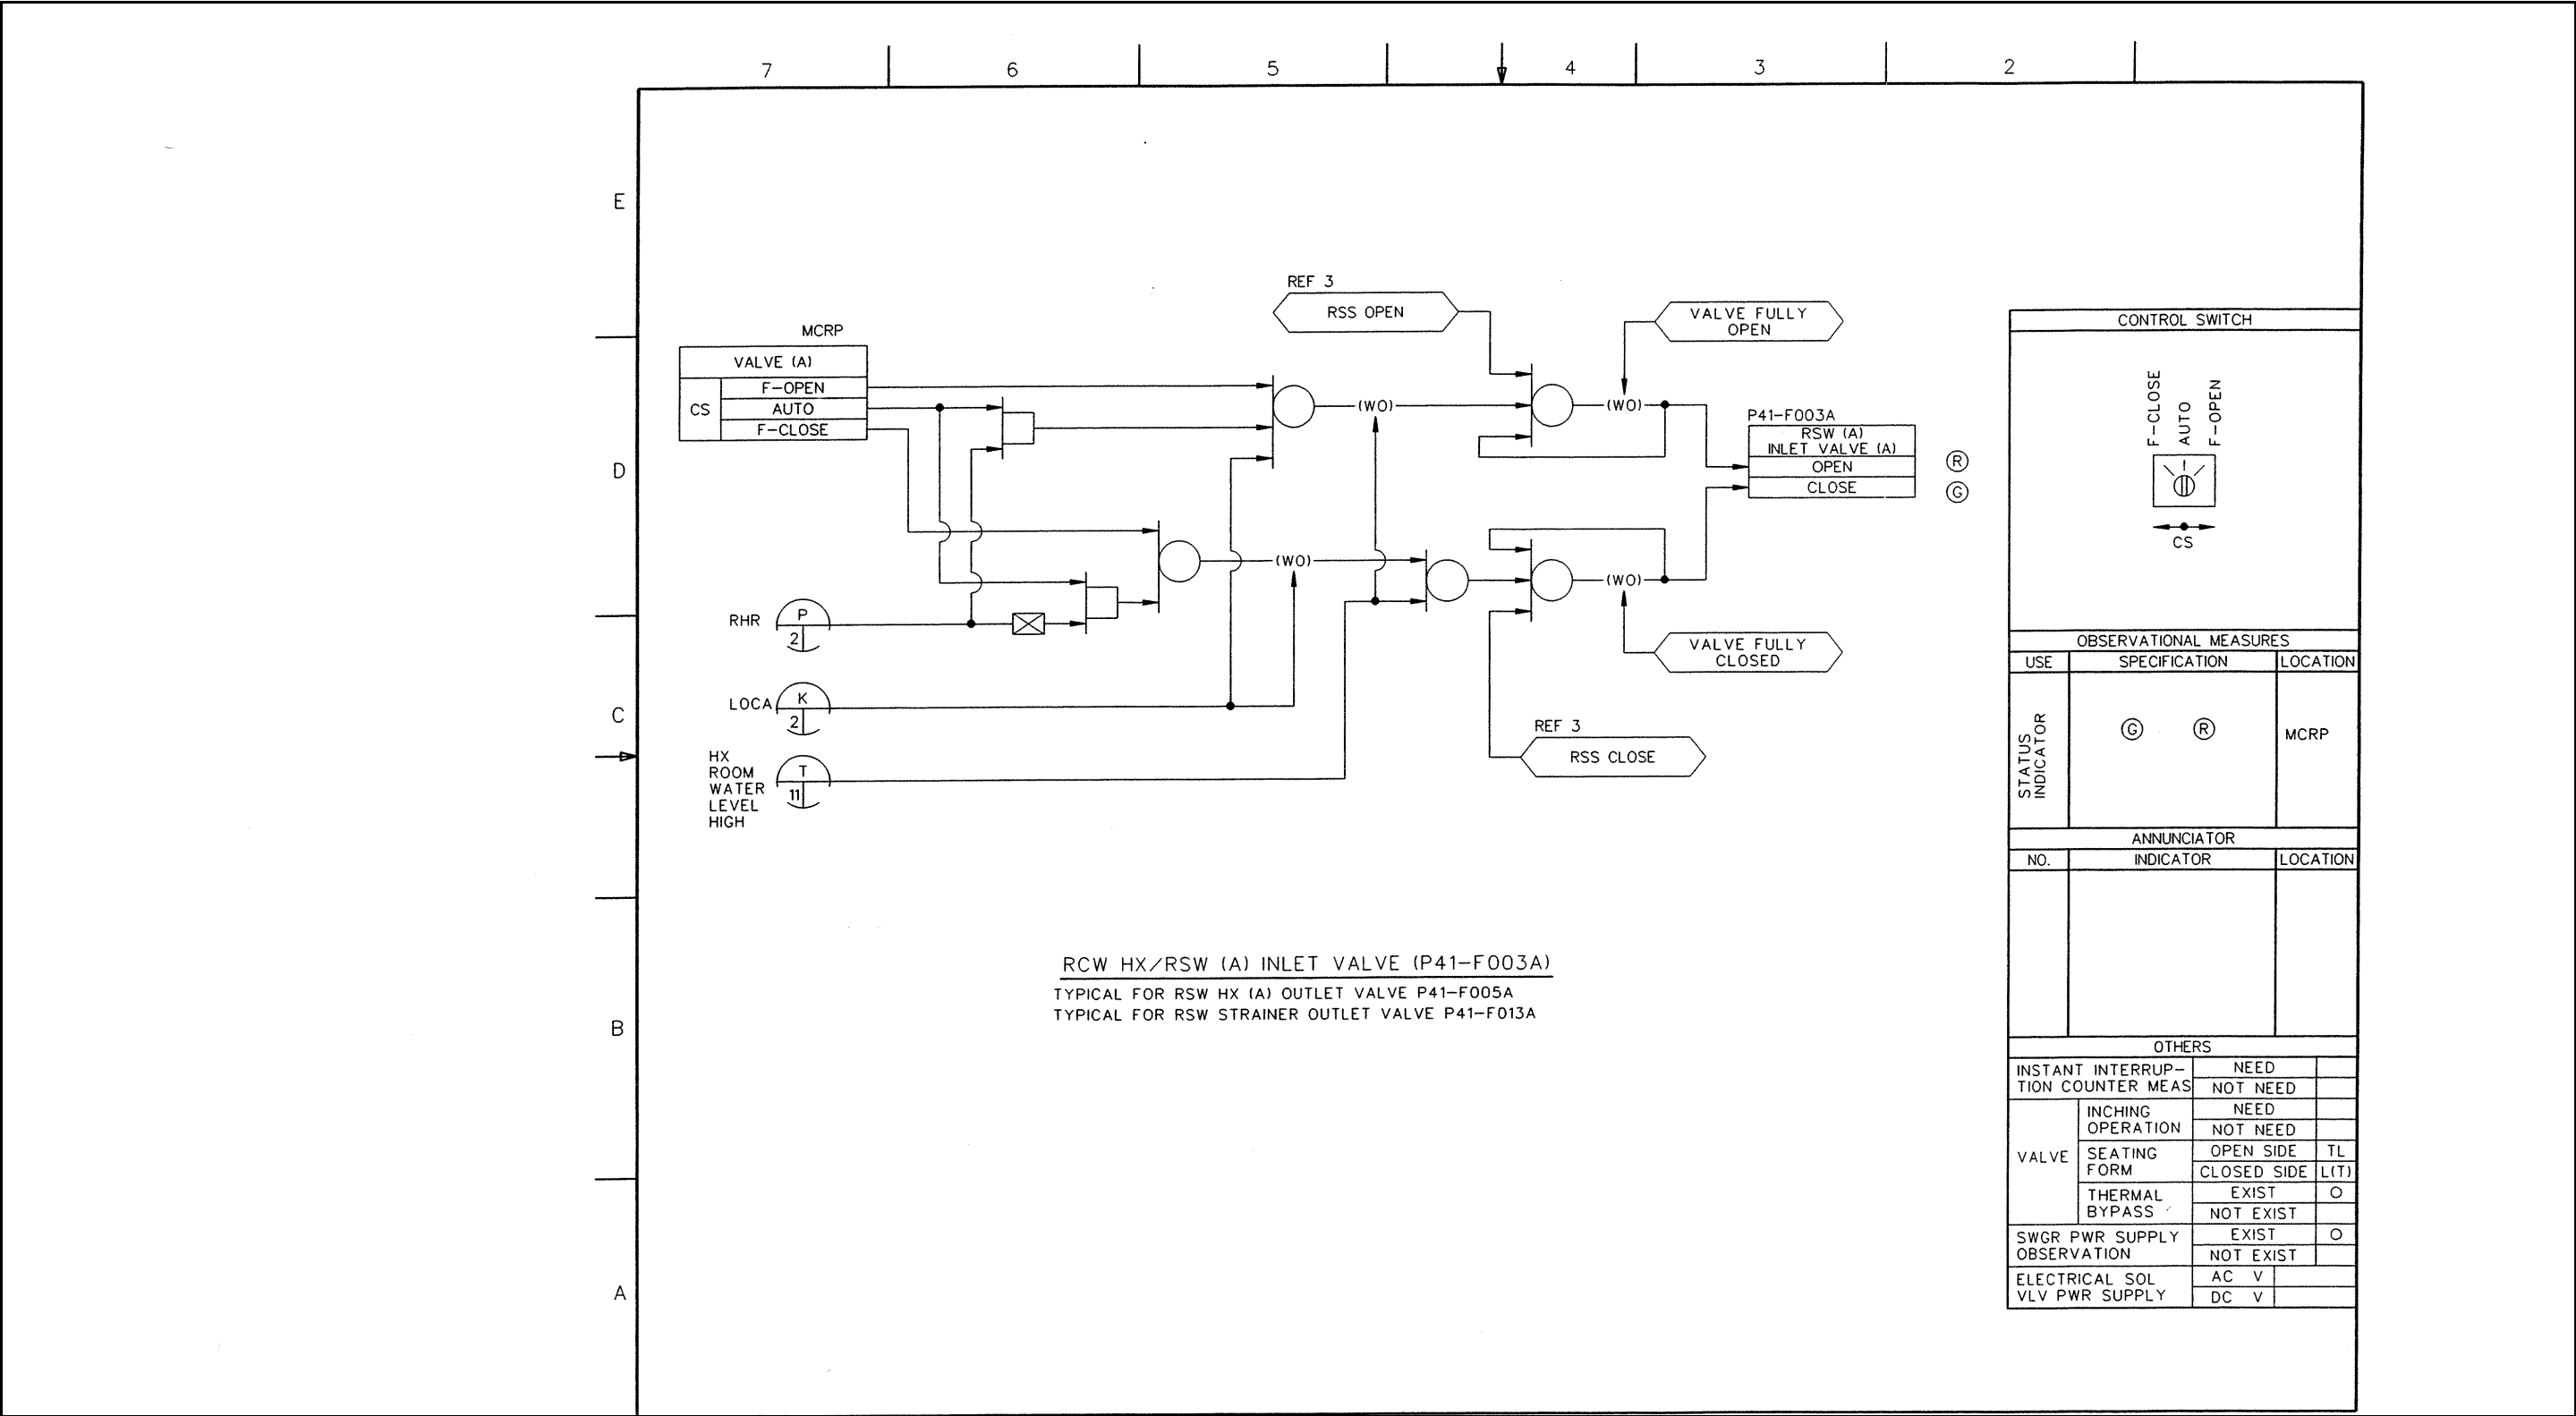 7 6 5 4 3 2
E
D
C
B
A
REF 3
RSS OPEN
VALVE FULLY
OPEN
MCRP
VALVE (A)
CS
F-OPEN
AUTO
F-CLOSE
(WO)
(WO)
P41-F003A
RSW (A)
INLET VALVE (A)
OPEN
CLOSE
R
G
(WO)
(WO)
RHR
P
2
VALVE FULLY
CLOSED
LOCA
K
2
REF 3
RSS CLOSE
HX
ROOM
WATER
LEVEL
HIGH
T
11
RCW HX/RSW (A) INLET VALVE (P41-F003A)
TYPICAL FOR RSW HX (A) OUTLET VALVE P41-F005A
TYPICAL FOR RSW STRAINER OUTLET VALVE P41-F013A
CONTROL SWITCH
F-CLOSE
AUTO
F-OPEN
CS
OBSERVATIONAL MEASURES
USE SPECIFICATION LOCATION
STATUS
INDICATOR
G R
MCRP
ANNUNCIATOR
NO. INDICATOR LOCATION
OTHERS
INSTANT INTERRUP-
TION COUNTER MEAS
NEED
NOT NEED
VALVE
INCHING
OPERATION
NEED
NOT NEED
SEATING
FORM
OPEN SIDE TL
CLOSED SIDE L(T)
THERMAL
BYPASS
EXIST O
NOT EXIST
SWGR PWR SUPPLY
OBSERVATION
EXIST O
NOT EXIST
ELECTRICAL SOL
VLV PWR SUPPLY
AC V
DC V